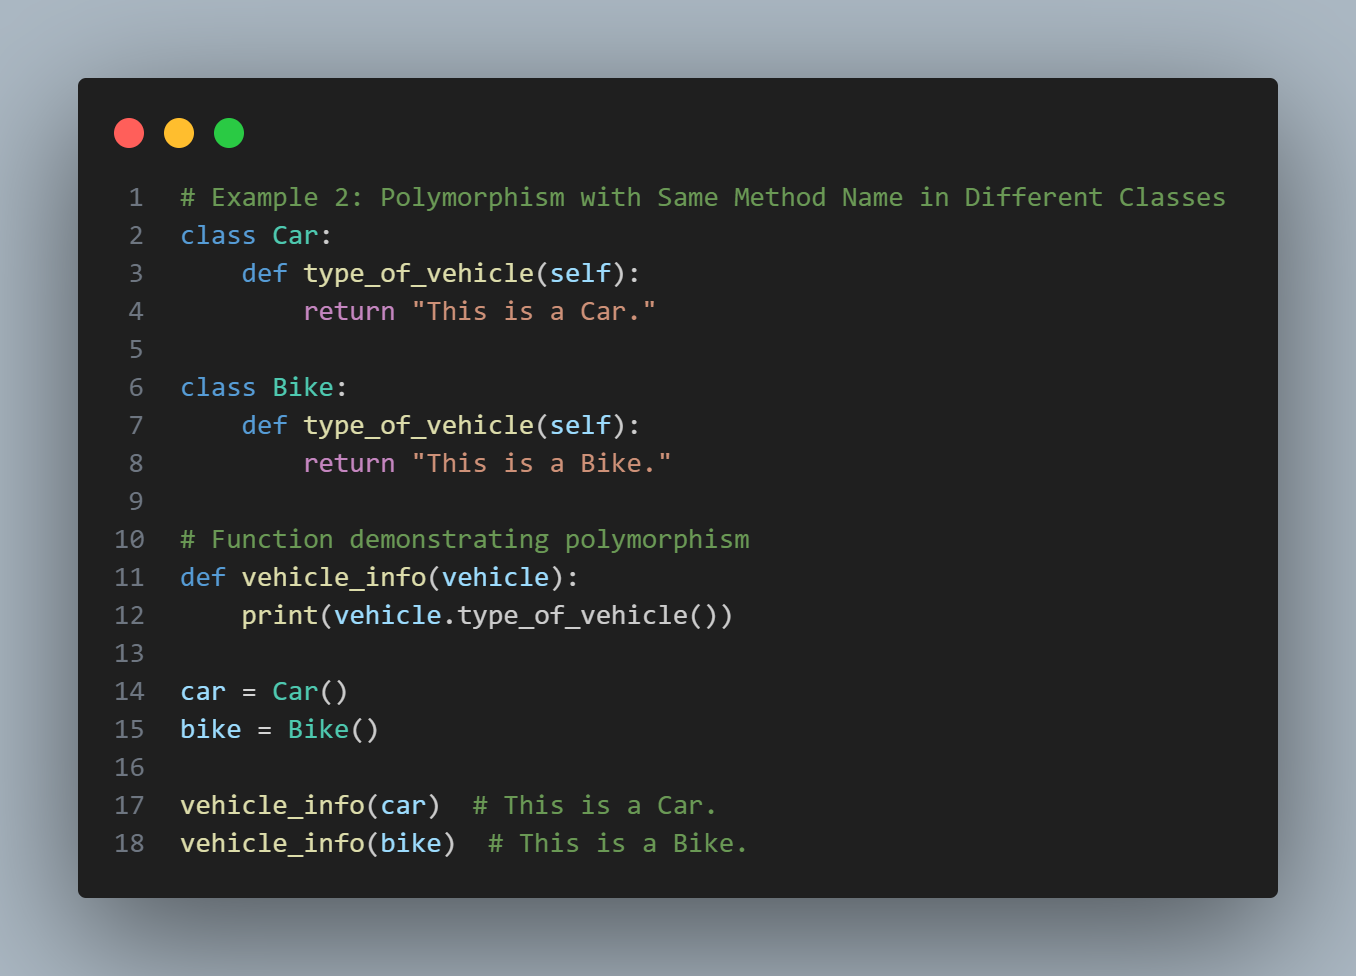 1 # Example 2: Polymorphism with Same Method Name in Different Classes
2 class Car:
3     def type_of_vehicle(self):
4         return "This is a Car."
5
6 class Bike:
7     def type_of_vehicle(self):
8         return "This is a Bike."
9
10 # Function demonstrating polymorphism
11 def vehicle_info(vehicle):
12     print(vehicle.type_of_vehicle())
13
14 car = Car()
15 bike = Bike()
16
17 vehicle_info(car)  # This is a Car.
18 vehicle_info(bike)  # This is a Bike.